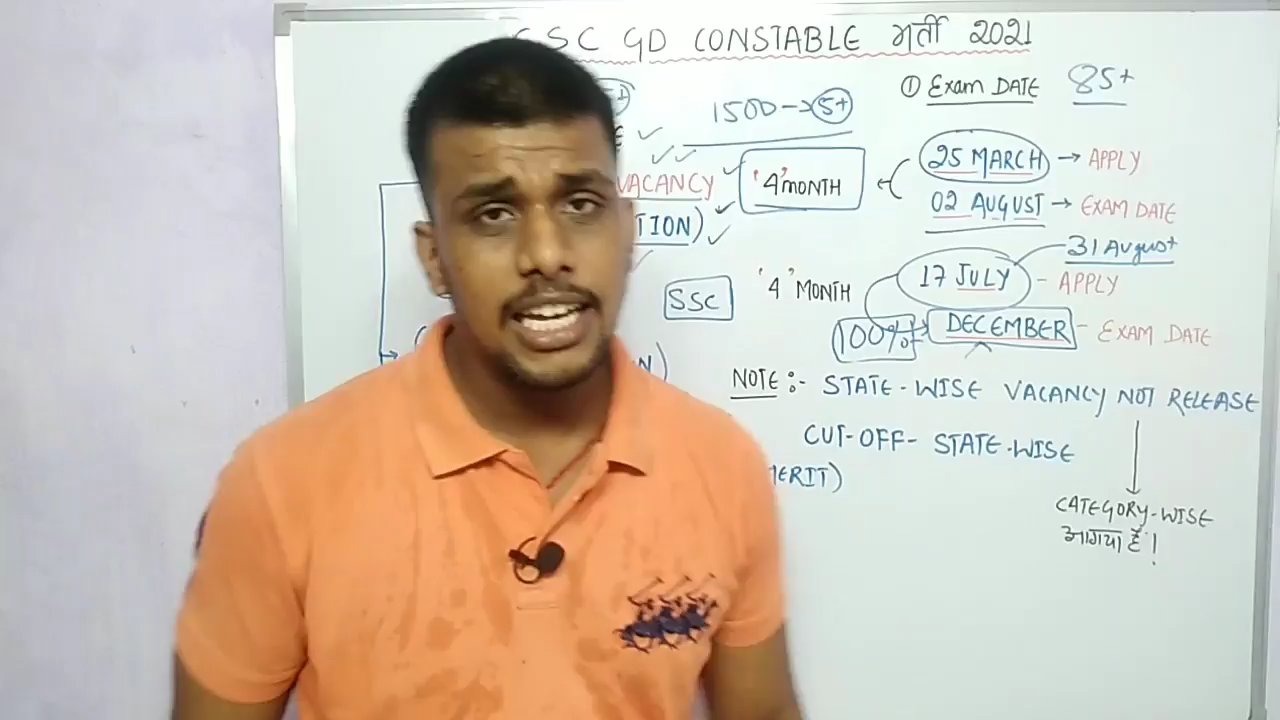 SSC GD CONSTABLE भर्ती 2021
1500 → 5+
① Exam DATE 85+
VACANCY
'4' MONTH
25 MARCH → APPLY
02 AUGUST → EXAM DATE
TION)
31 August
SSC
'4' MONTH
17 JULY - APPLY
100% → DECEMBER - EXAM DATE
N)
NOTE :- STATE-WISE VACANCY NOT RELEASE
CUT-OFF- STATE-WISE
MERIT)
CATEGORY-WISE
आगया है !